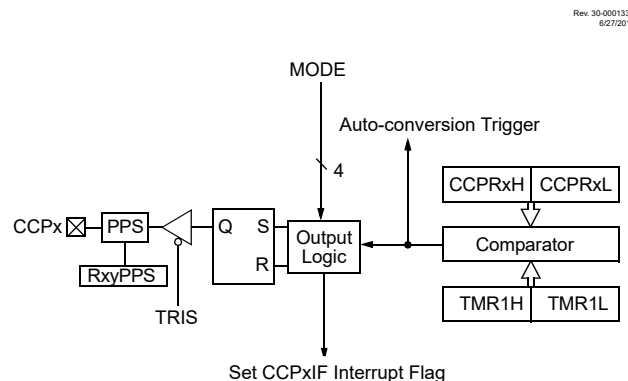 Rev. 30-000133
6/27/201
MODE
Auto-conversion Trigger
4
CCPRxH CCPRxL
CCPx PPS Q S Output Logic Comparator
R
RxyPPS
TMR1H TMR1L
TRIS
Set CCPxIF Interrupt Flag